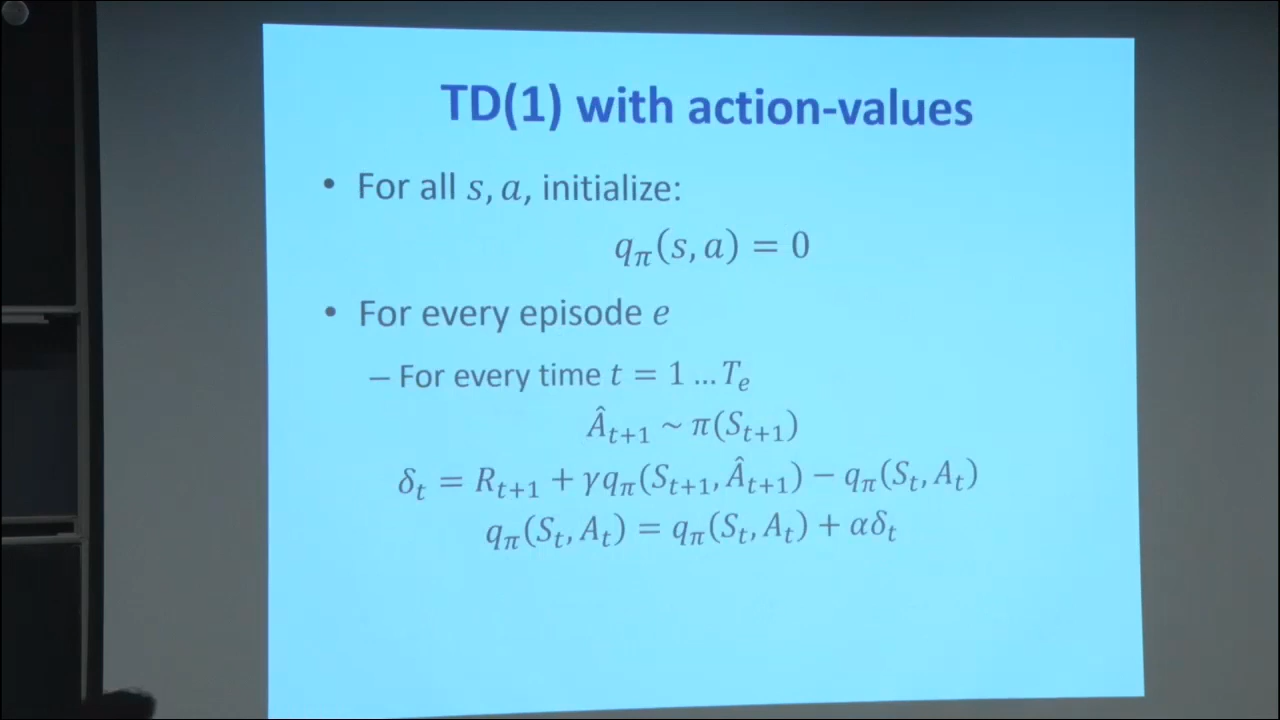 TD(1) with action-values
• For all s, a, initialize:
q_π(s, a) = 0
• For every episode e
– For every time t = 1 … T_e
Â_{t+1} ~ π(S_{t+1})
δ_t = R_{t+1} + γq_π(S_{t+1}, Â_{t+1}) − q_π(S_t, A_t)
q_π(S_t, A_t) = q_π(S_t, A_t) + αδ_t